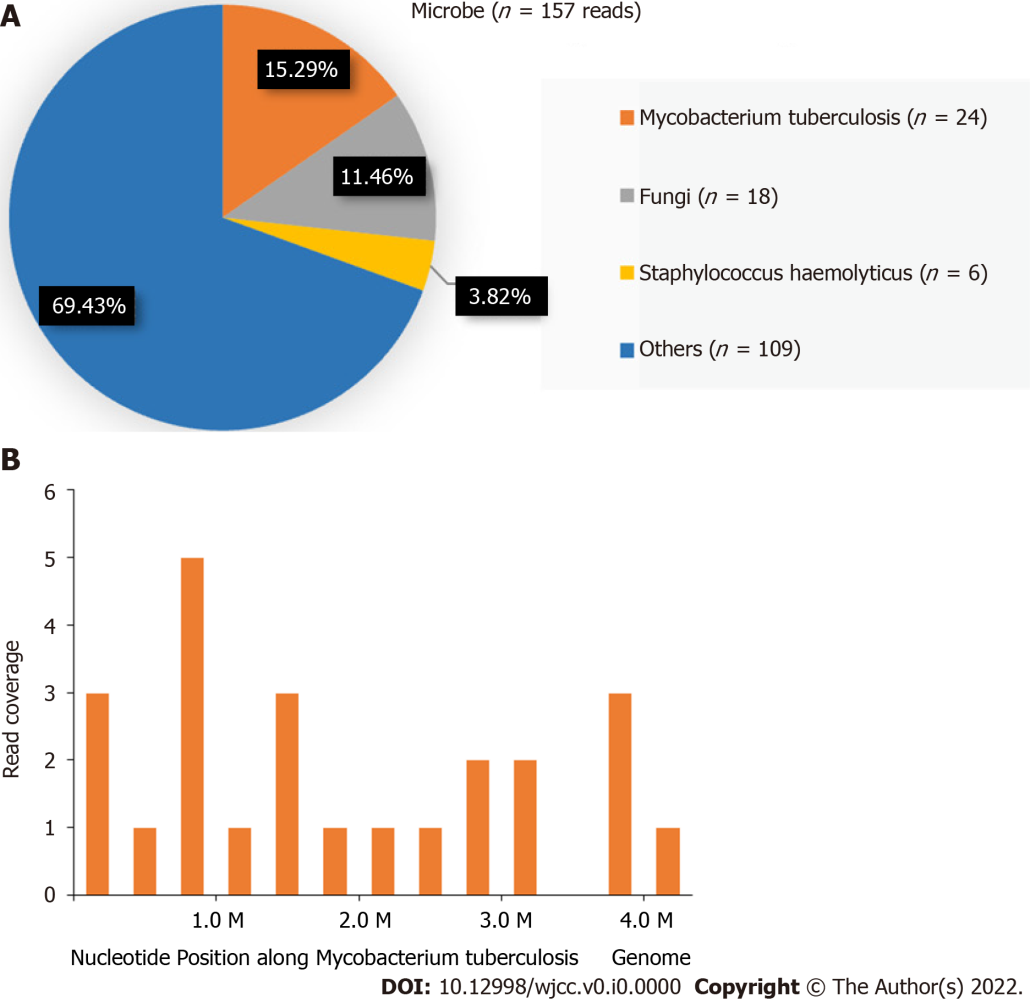 A
Microbe (n = 157 reads)
15.29%
11.46%
3.82%
69.43%
Mycobacterium tuberculosis (n = 24)
Fungi (n = 18)
Staphylococcus haemolyticus (n = 6)
Others (n = 109)
B
Read coverage
6
5
4
3
2
1
0
1.0 M 2.0 M 3.0 M 4.0 M
Nucleotide Position along Mycobacterium tuberculosis Genome
DOI: 10.12998/wjcc.v0.i0.0000 Copyright © The Author(s) 2022.